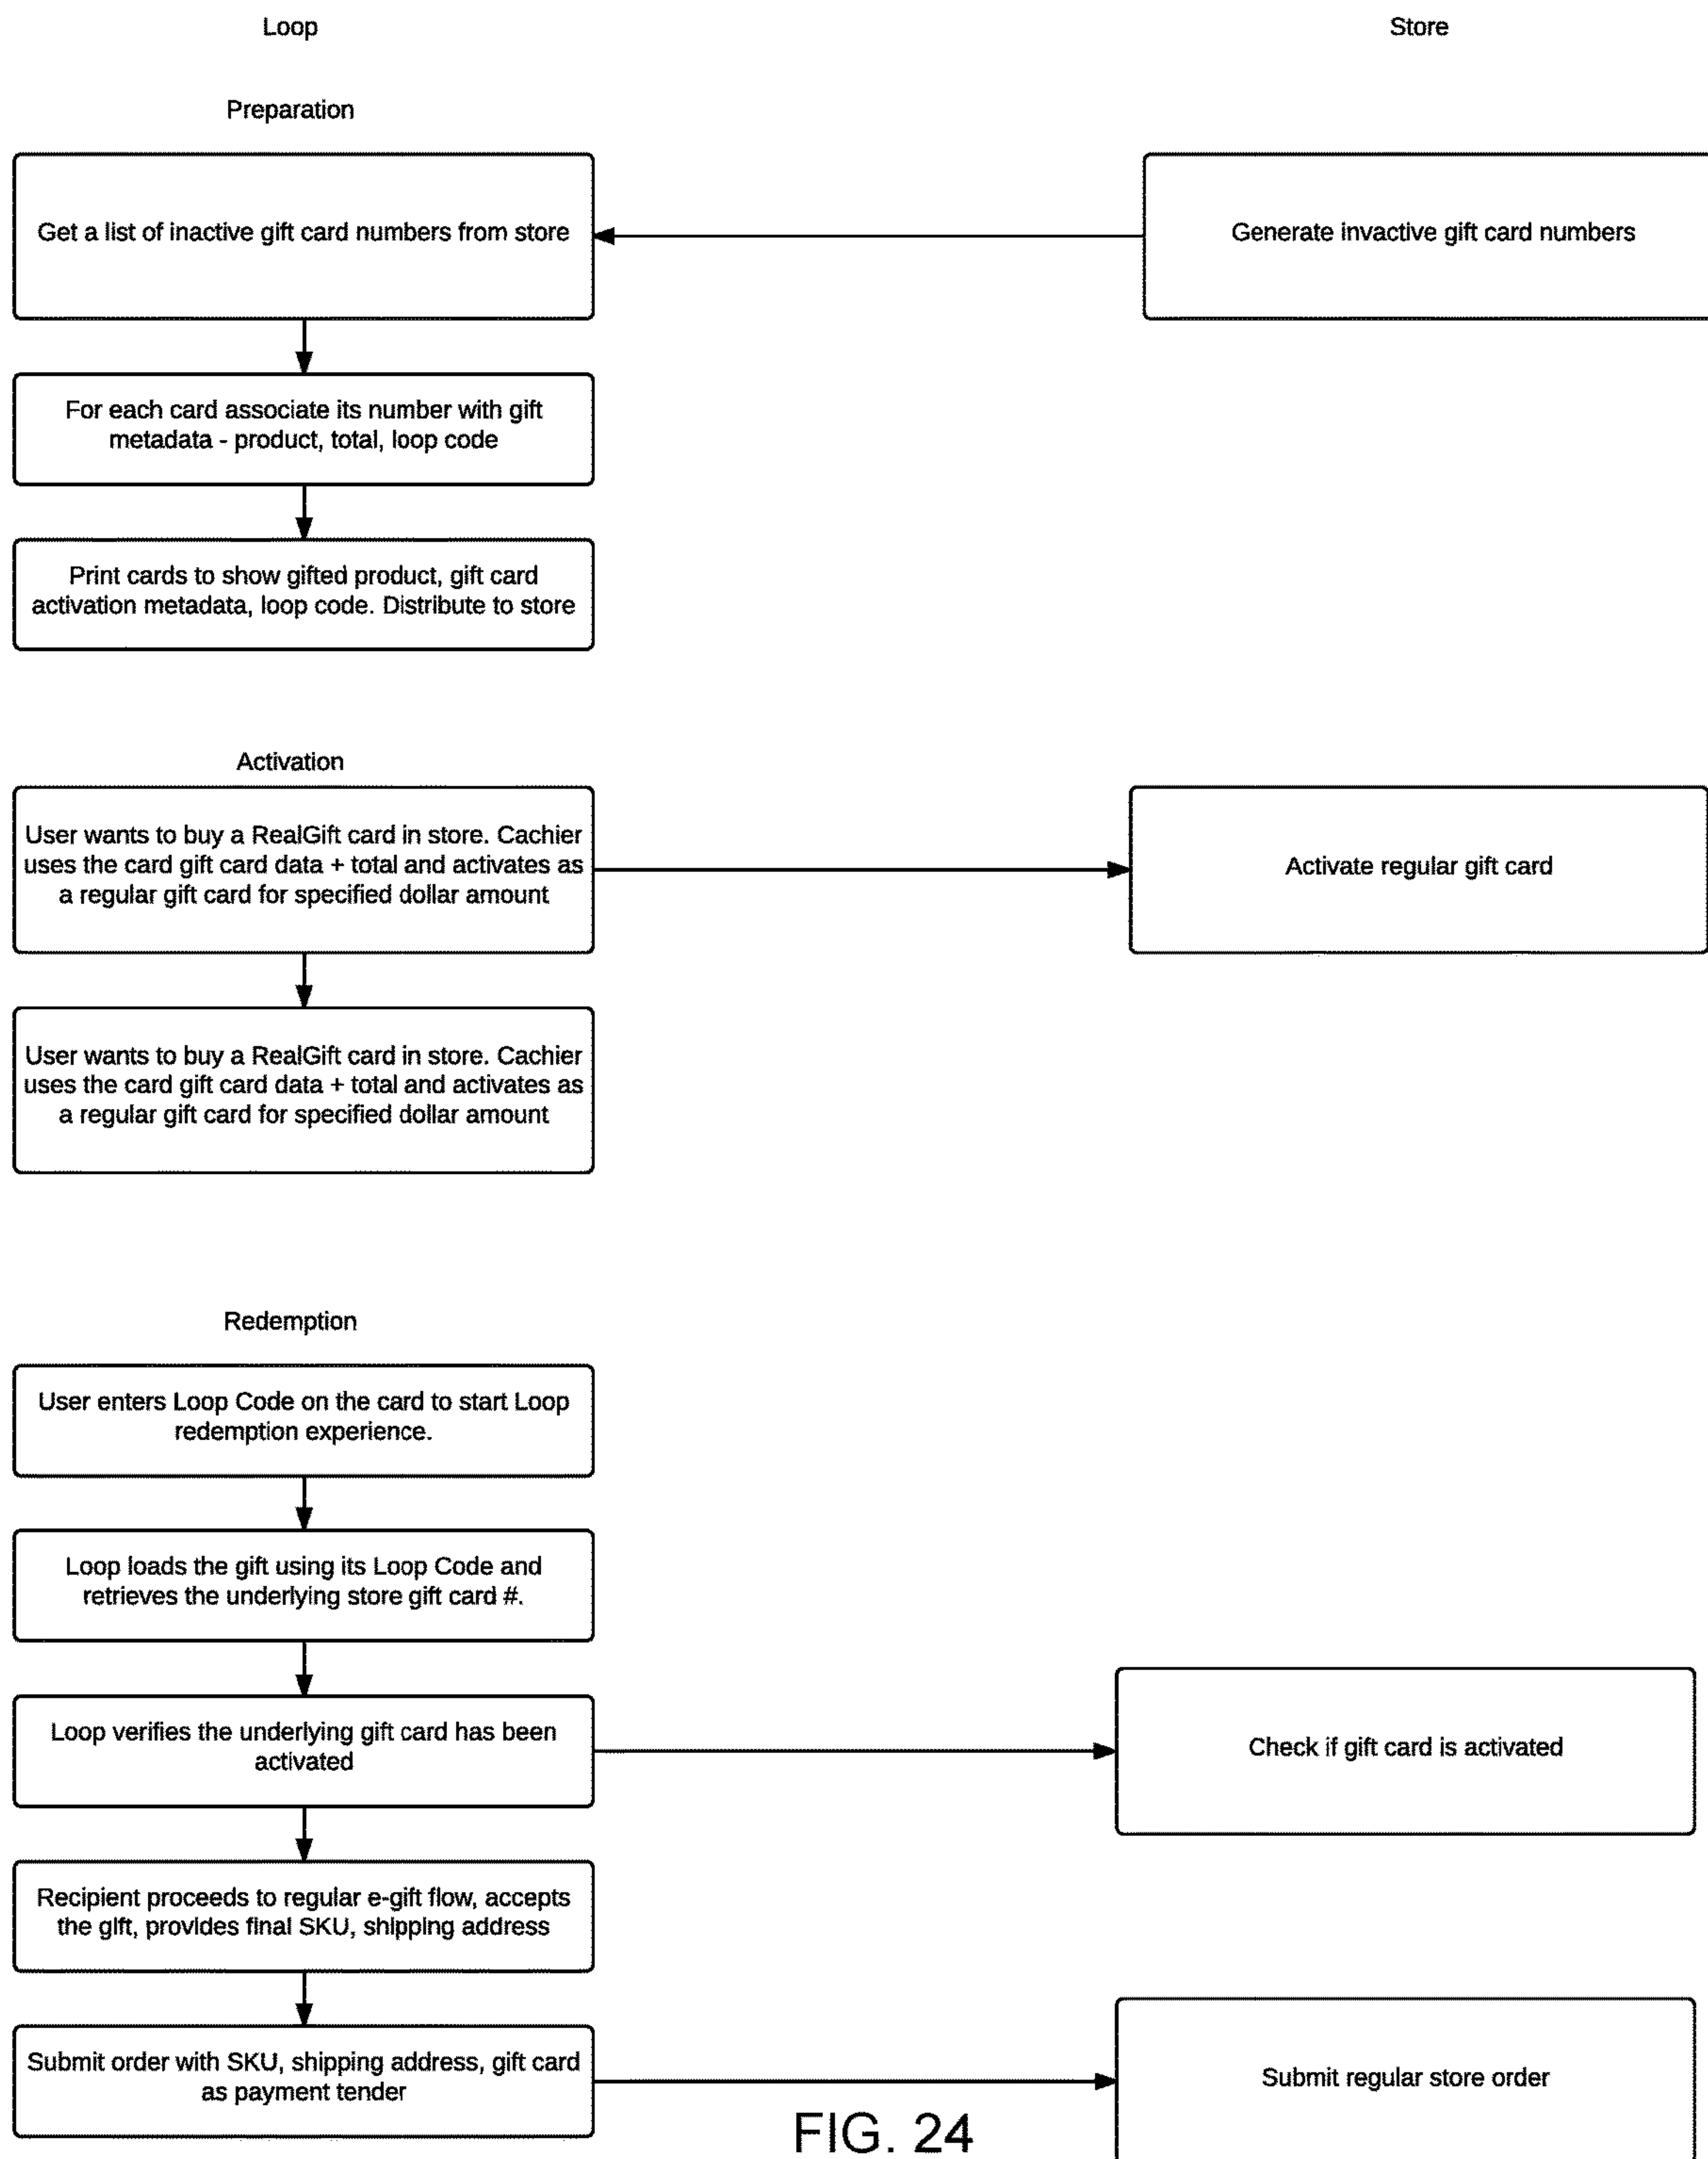 Loop
Store
Preparation
Get a list of inactive gift card numbers from store
Generate invactive gift card numbers
For each card associate its number with gift
metadata - product, total, loop code
Print cards to show gifted product, gift card
activation metadata, loop code. Distribute to store
Activation
User wants to buy a RealGift card in store. Cachier
uses the card gift card data + total and activates as
a regular gift card for specified dollar amount
Activate regular gift card
User wants to buy a RealGift card in store. Cachier
uses the card gift card data + total and activates as
a regular gift card for specified dollar amount
Redemption
User enters Loop Code on the card to start Loop
redemption experience.
Loop loads the gift using its Loop Code and
retrieves the underlying store gift card #.
Loop verifies the underlying gift card has been
activated
Check if gift card is activated
Recipient proceeds to regular e-gift flow, accepts
the gift, provides final SKU, shipping address
Submit order with SKU, shipping address, gift card
as payment tender
Submit regular store order
FIG. 24